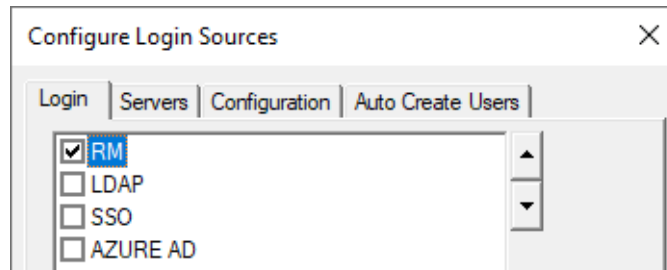 Configure Login Sources
Login Servers Configuration Auto Create Users
RM
LDAP
SSO
AZURE AD